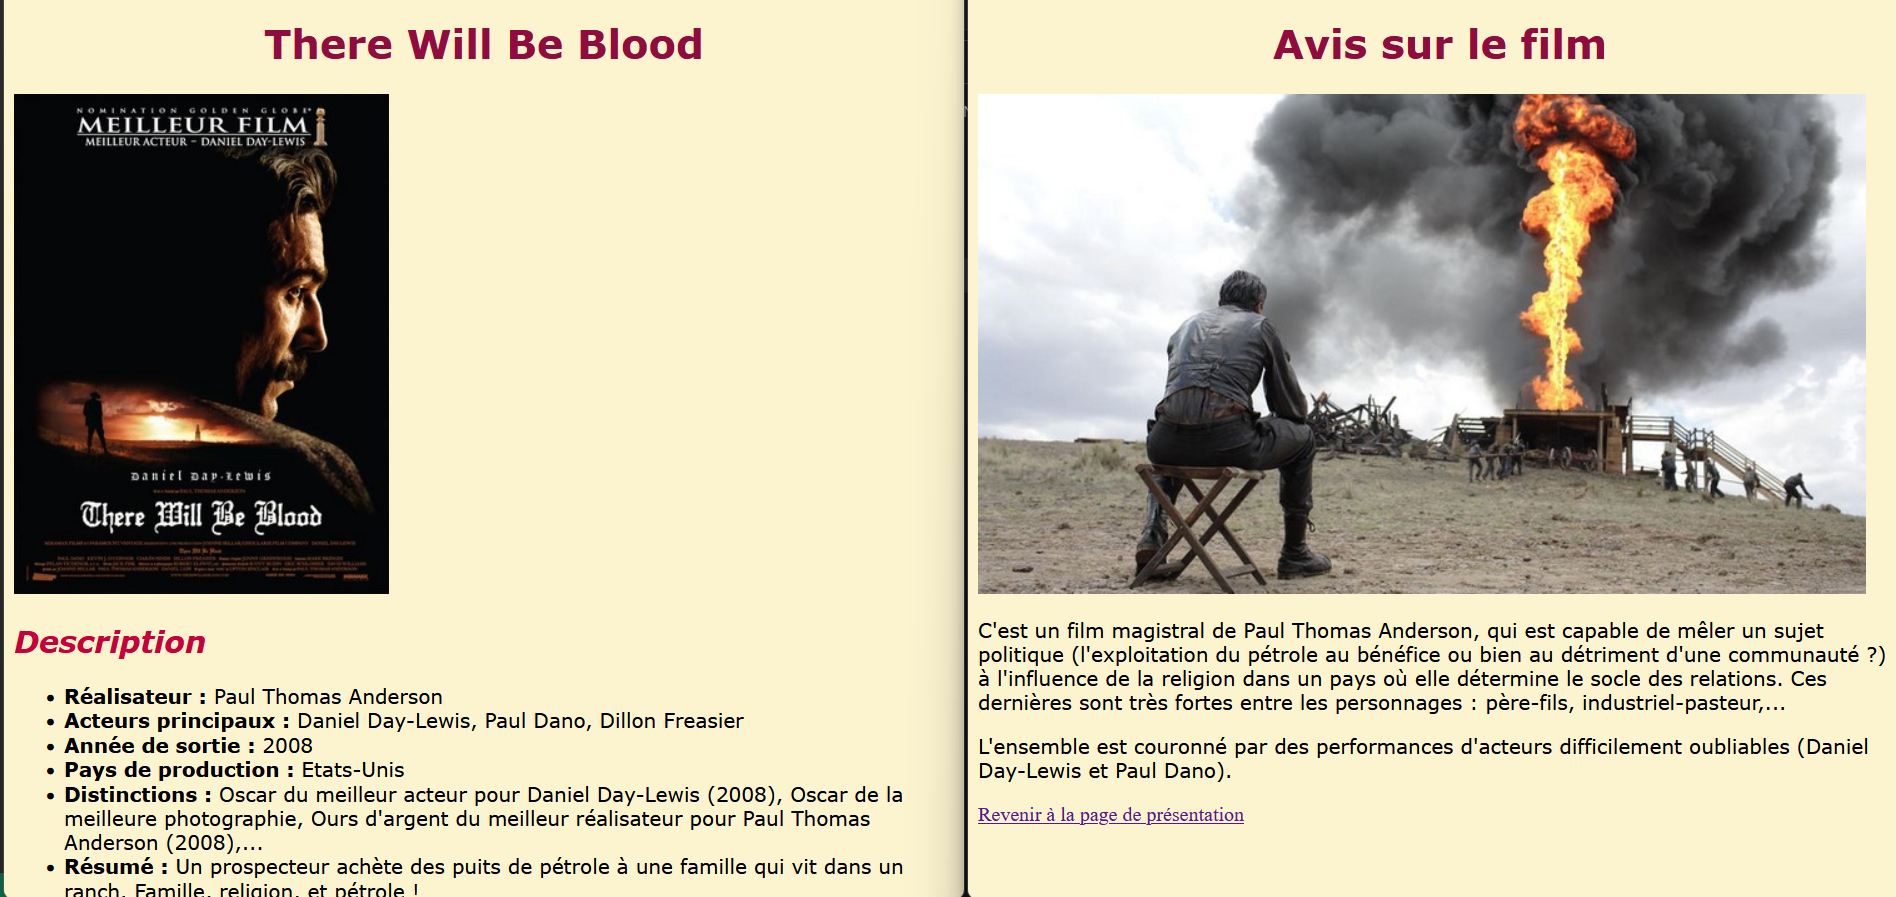 There Will Be Blood
NOMINATION GOLDEN GLOBE
MEILLEUR FILM
MEILLEUR ACTEUR - DANIEL DAY-LEWIS
Daniel Day-Lewis
There Will Be Blood
Description
• Réalisateur : Paul Thomas Anderson
• Acteurs principaux : Daniel Day-Lewis, Paul Dano, Dillon Freasier
• Année de sortie : 2008
• Pays de production : Etats-Unis
• Distinctions : Oscar du meilleur acteur pour Daniel Day-Lewis (2008), Oscar de la
meilleure photographie, Ours d'argent du meilleur réalisateur pour Paul Thomas
Anderson (2008),...
• Résumé : Un prospecteur achète des puits de pétrole à une famille qui vit dans un
ranch. Famille, religion, et pétrole !
Avis sur le film
C'est un film magistral de Paul Thomas Anderson, qui est capable de mêler un sujet
politique (l'exploitation du pétrole au bénéfice ou bien au détriment d'une communauté ?)
à l'influence de la religion dans un pays où elle détermine le socle des relations. Ces
dernières sont très fortes entre les personnages : père-fils, industriel-pasteur,...
L'ensemble est couronné par des performances d'acteurs difficilement oubliables (Daniel
Day-Lewis et Paul Dano).
Revenir à la page de présentation